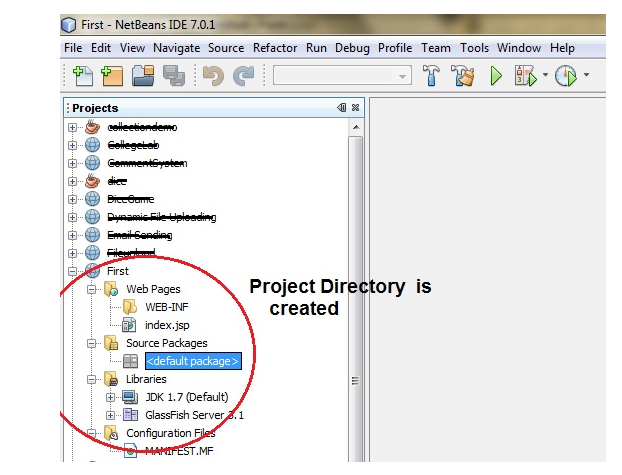 First - NetBeans IDE 7.0.1
File Edit View Navigate Source Refactor Run Debug Profile Team Tools Window Help
Projects
collectiondemo
CollegeLab
CommentSystem
dice
DiceGame
Dynamic File Uploading
Email Sending
First
Web Pages
WEB-INF
index.jsp
Source Packages
<default package>
Libraries
JDK 1.7 (Default)
GlassFish Server 3.1
Configuration Files
MANIFEST.MF
Project Directory is
created